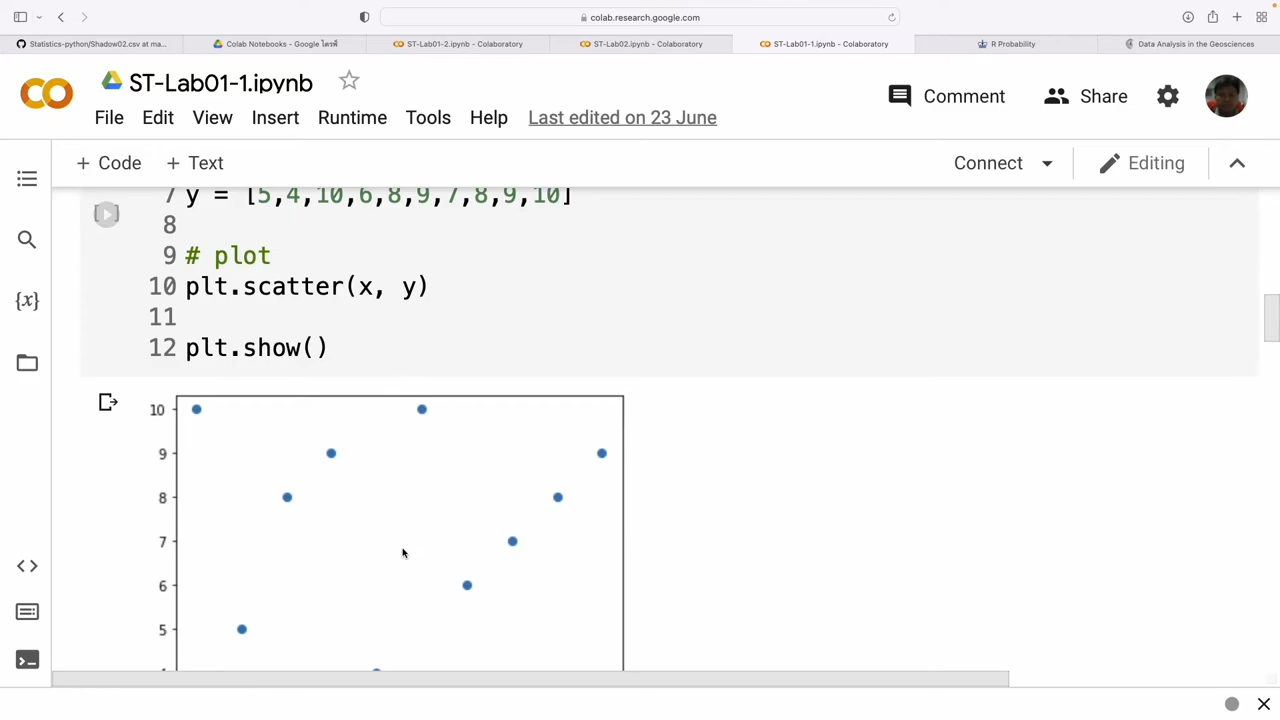 colab.research.google.com
Statistics-python/Shadow02.csv at ma...
Colab Notebooks - Google ไดรฟ์
ST-Lab01-2.ipynb - Colaboratory
ST-Lab02.ipynb - Colaboratory
ST-Lab01-1.ipynb - Colaboratory
R Probability
Data Analysis in the Geosciences
ST-Lab01-1.ipynb
Comment
Share
File Edit View Insert Runtime Tools Help Last edited on 23 June
+ Code + Text
Connect
Editing
{x}
7 y = [5,4,10,6,8,9,7,8,9,10]
8
9 # plot
10 plt.scatter(x, y)
11
12 plt.show()
10
9
8
7
6
5